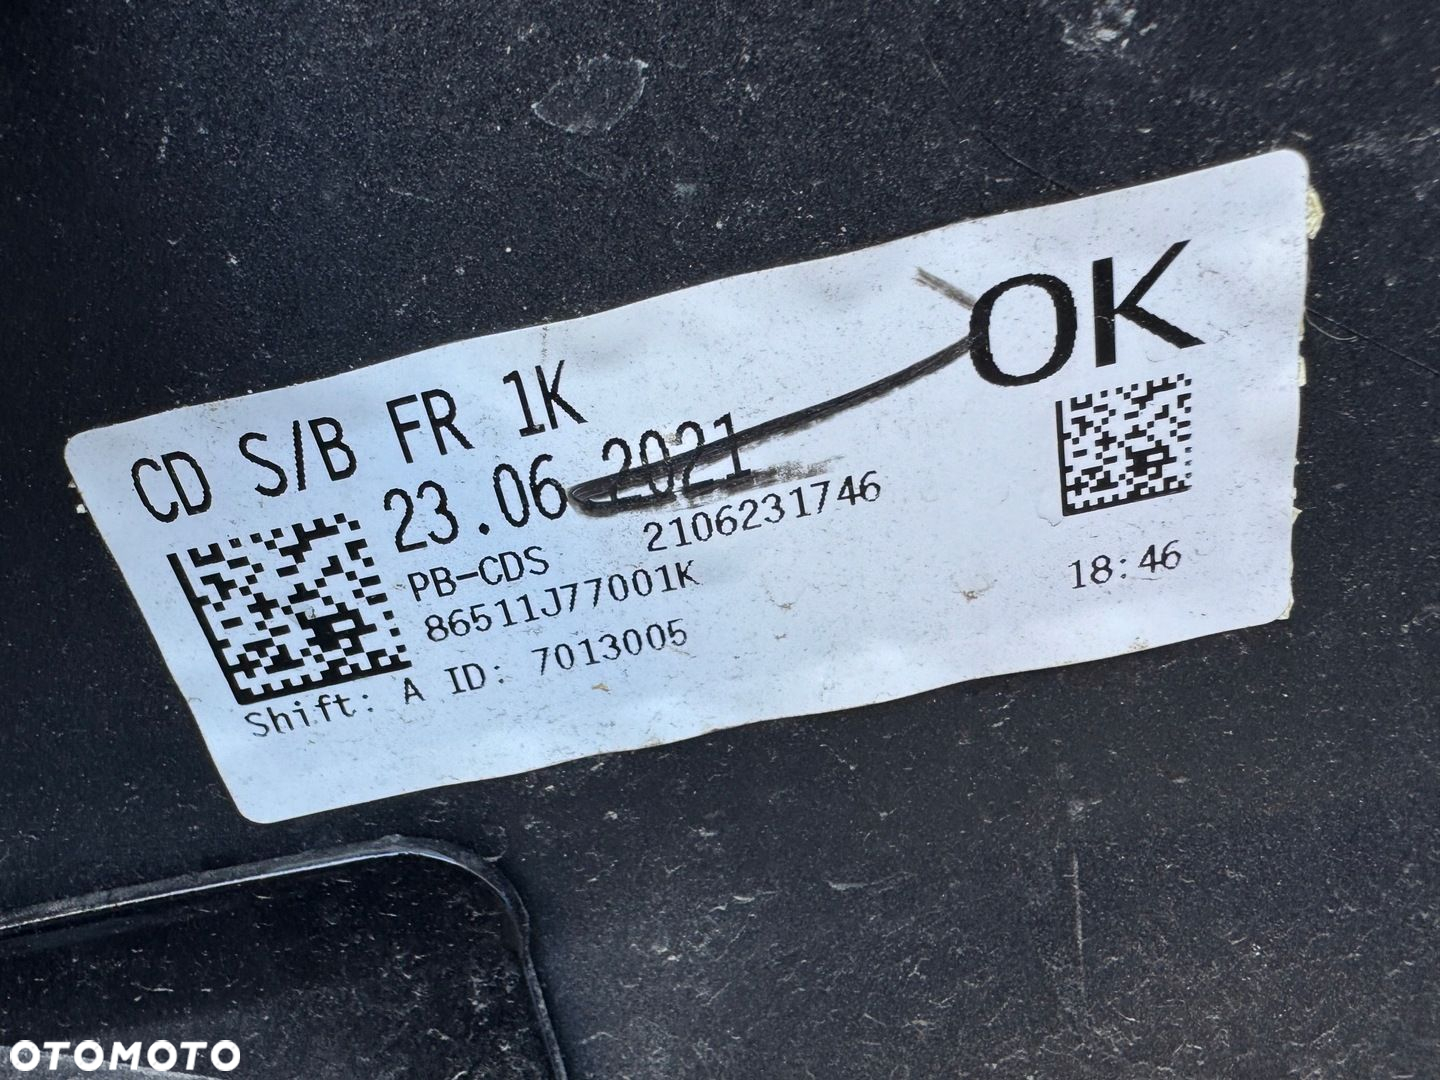 OK
CD S/B FR 1K
23.06.2021
PB-CDS 2106231746
86511J77001K
18:46
Shift: A ID: 7013005
OTOMOTO